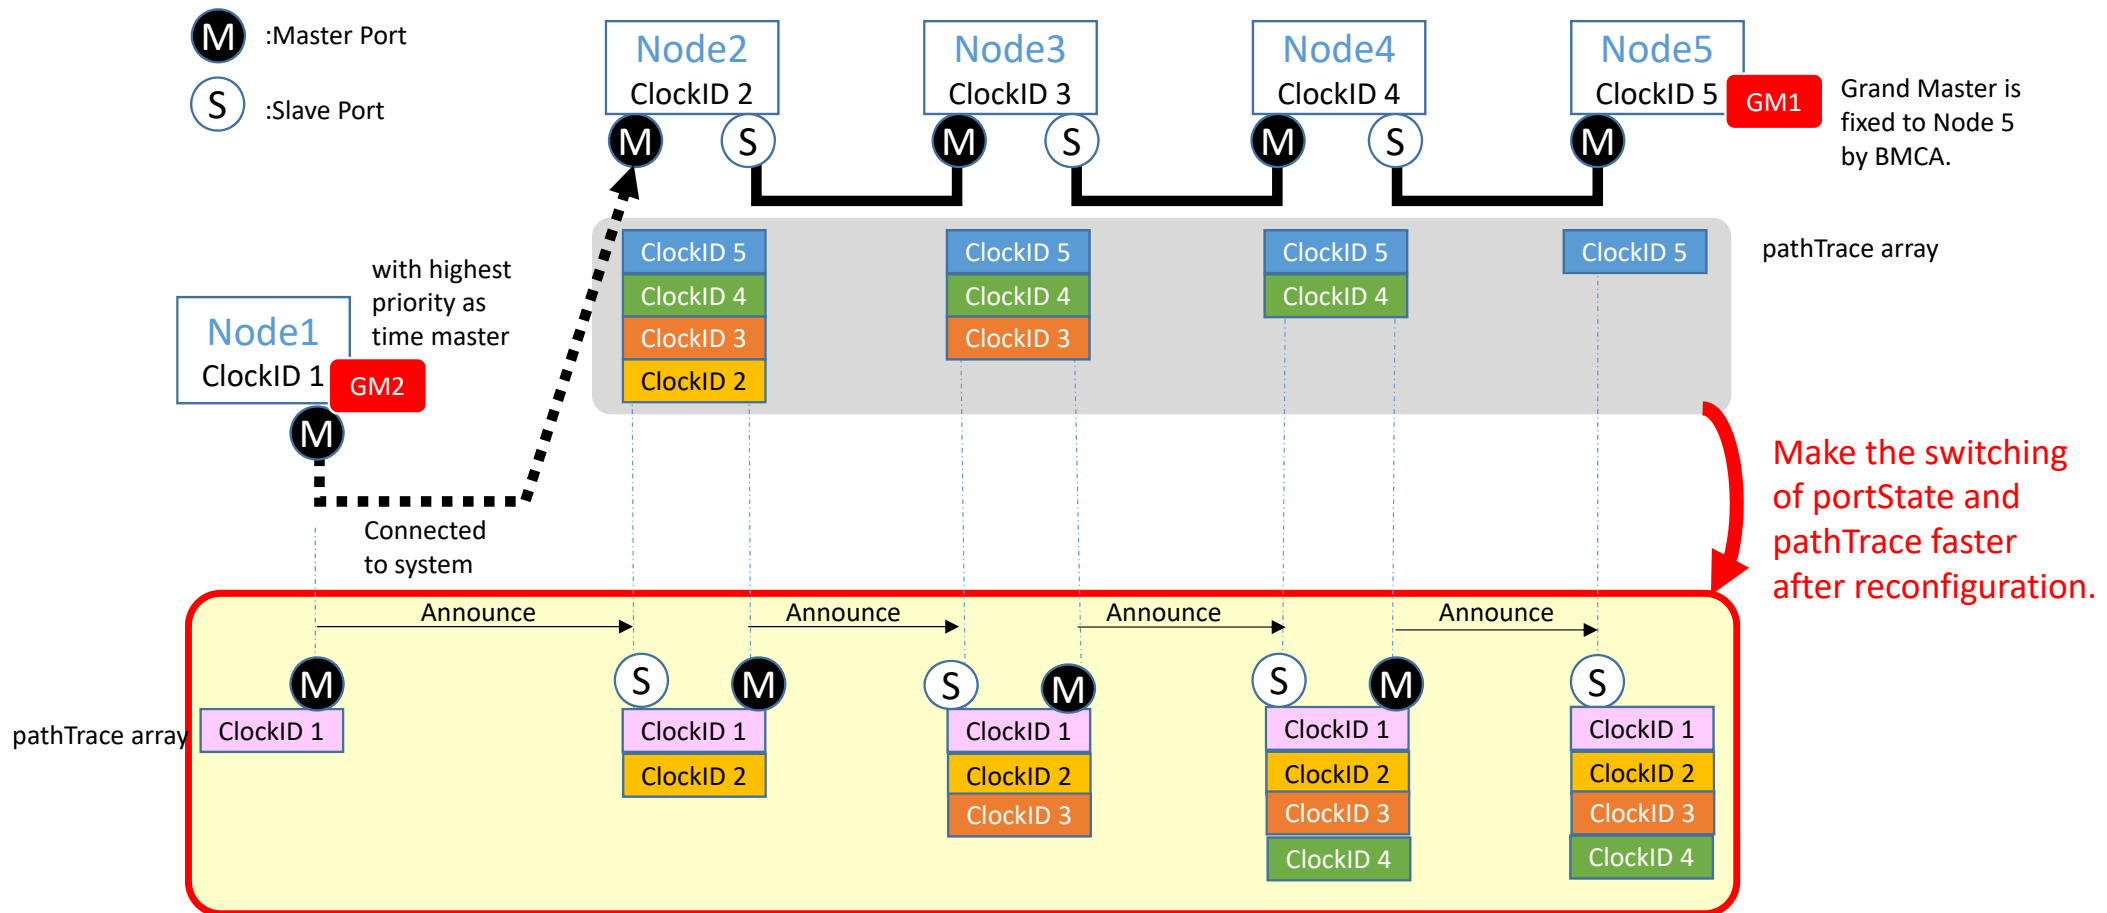 M :Master Port
S :Slave Port
Node2
ClockID 2
Node3
ClockID 3
Node4
ClockID 4
Node5
ClockID 5
GM1
Grand Master is
fixed to Node 5
by BMCA.
M S M S M S M
ClockID 5
ClockID 4
ClockID 3
ClockID 2
ClockID 5
ClockID 4
ClockID 3
ClockID 5
ClockID 4
ClockID 5
pathTrace array
with highest
priority as
time master
Node1
ClockID 1
GM2
M
Connected
to system
Make the switching
of portState and
pathTrace faster
after reconfiguration.
Announce
Announce
Announce
Announce
M S M S M S M S
pathTrace array
ClockID 1
ClockID 1
ClockID 2
ClockID 1
ClockID 2
ClockID 3
ClockID 1
ClockID 2
ClockID 3
ClockID 4
ClockID 1
ClockID 2
ClockID 3
ClockID 4